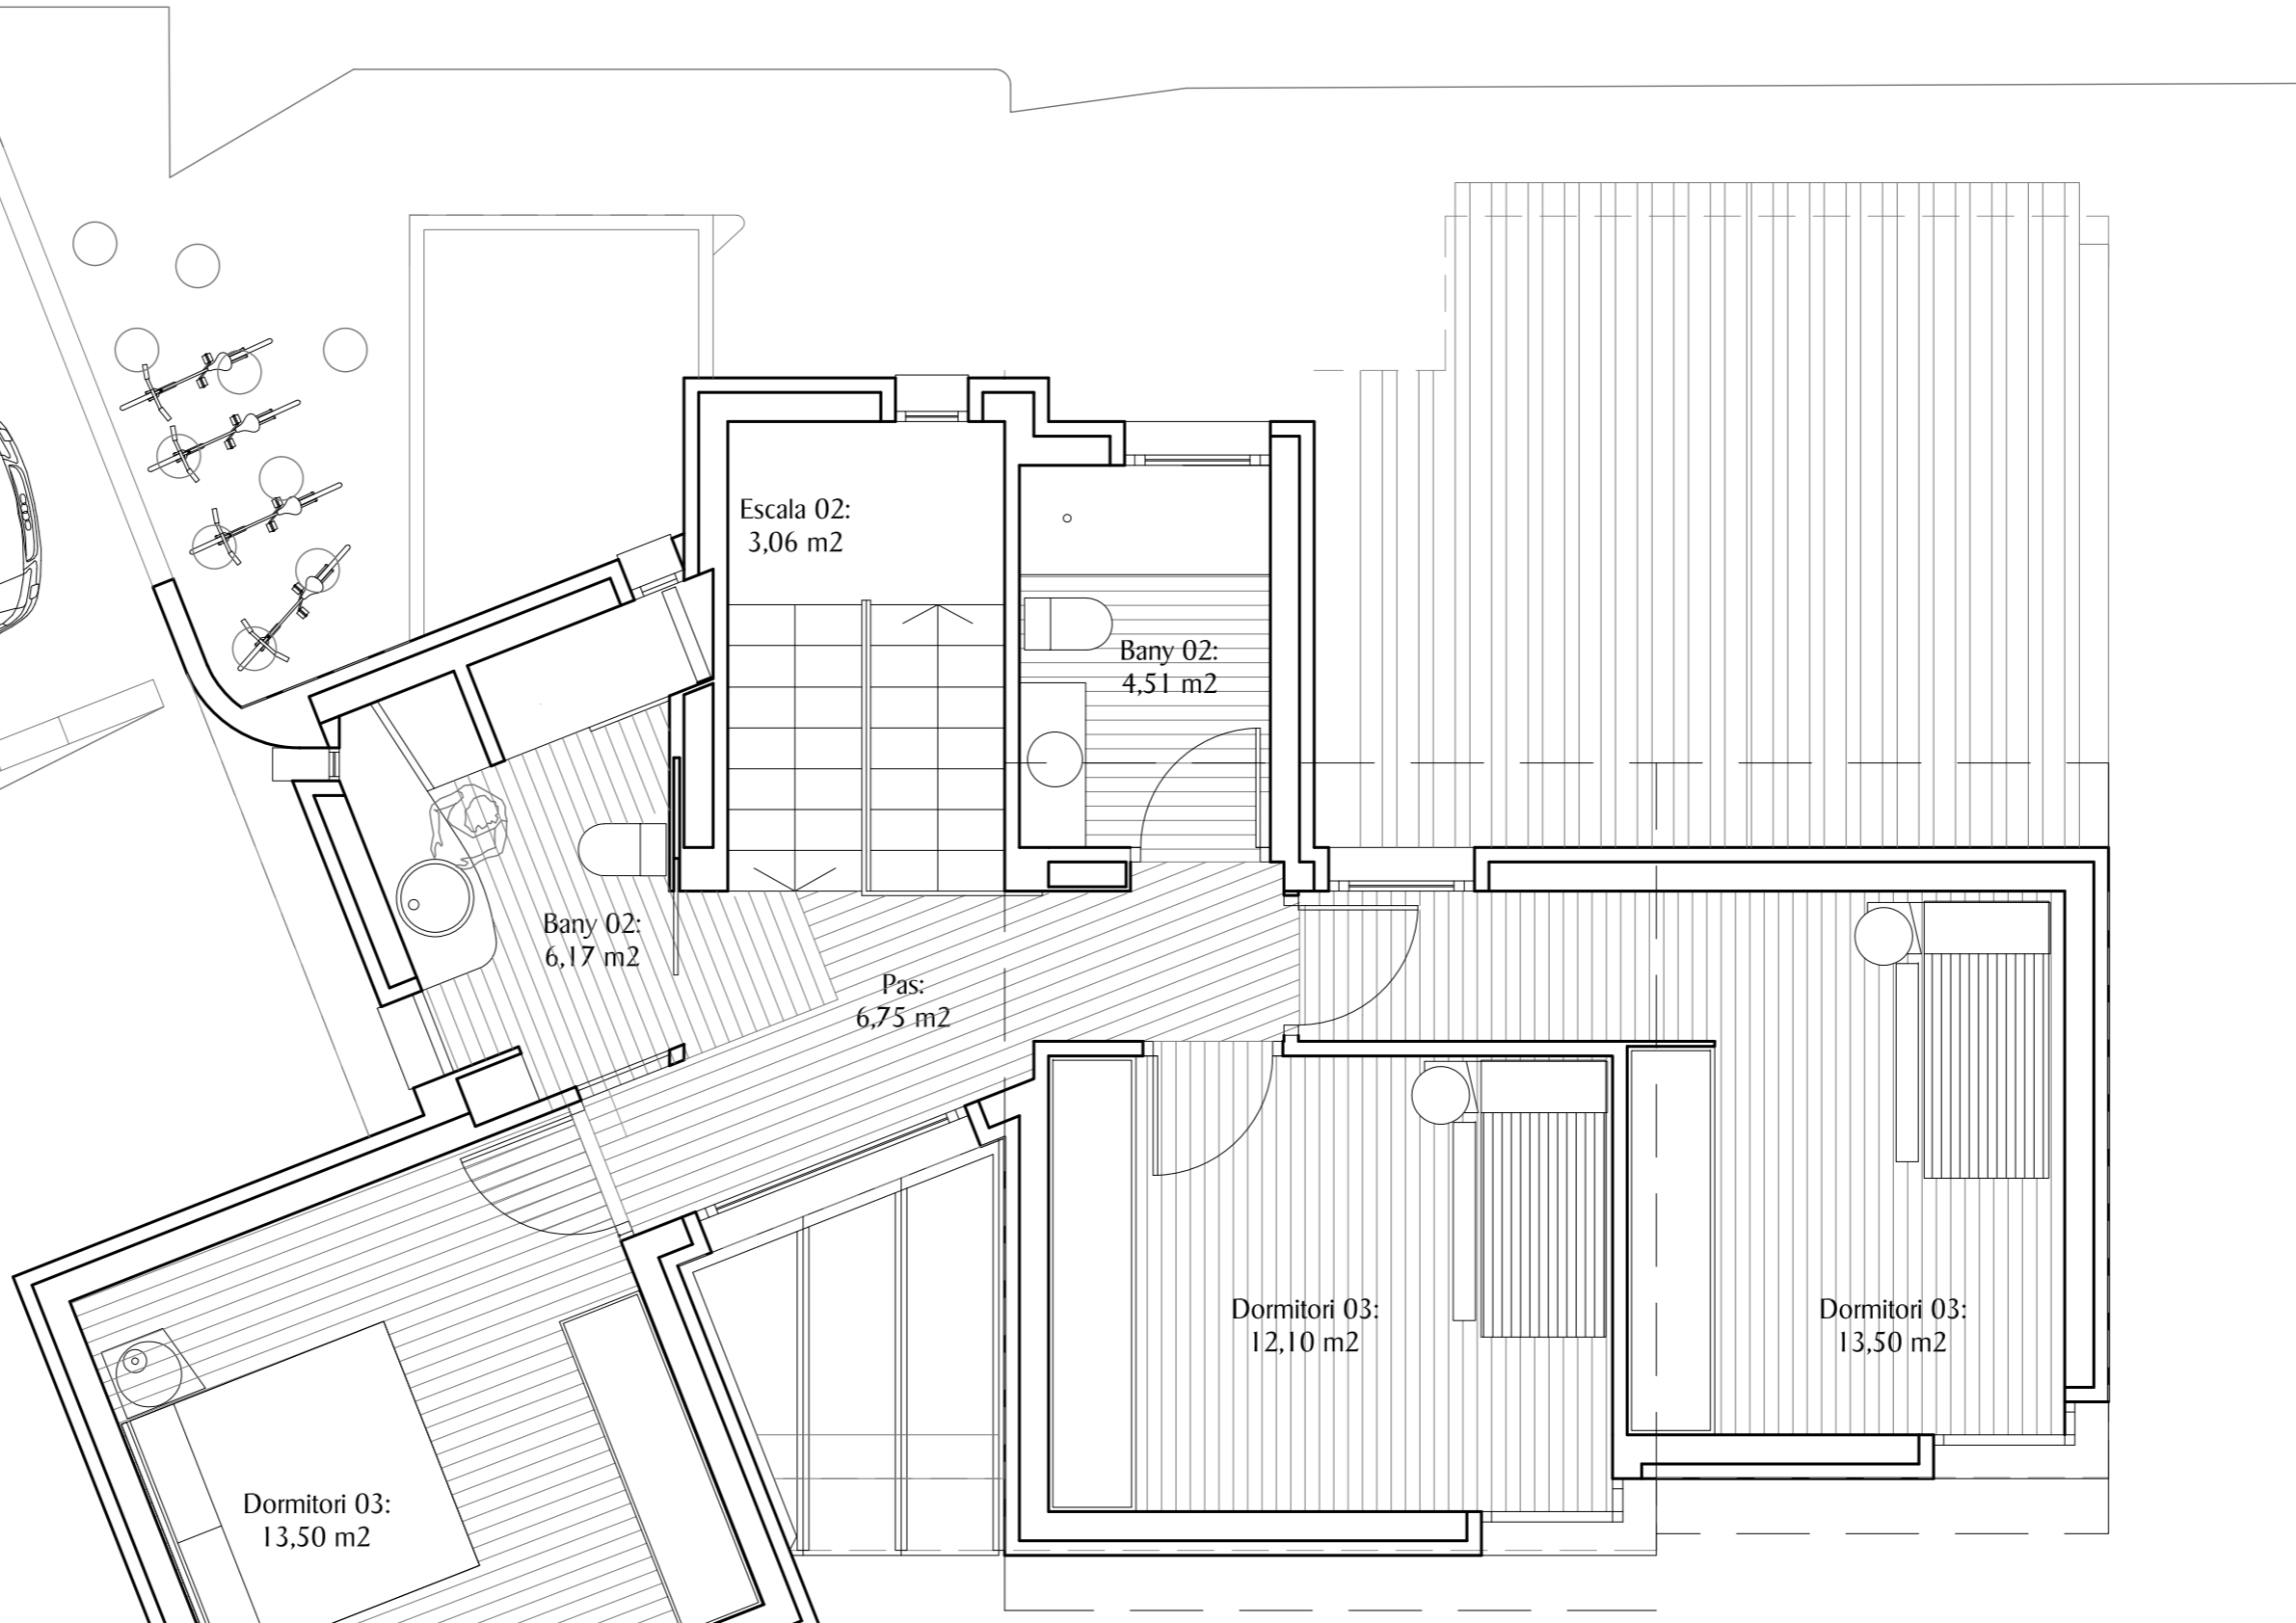 Escala 02:
3,06 m2
Bany 02:
4,51 m2
Bany 02:
6,17 m2
Pas:
6,75 m2
Dormitori 03:
12,10 m2
Dormitori 03:
13,50 m2
Dormitori 03:
13,50 m2